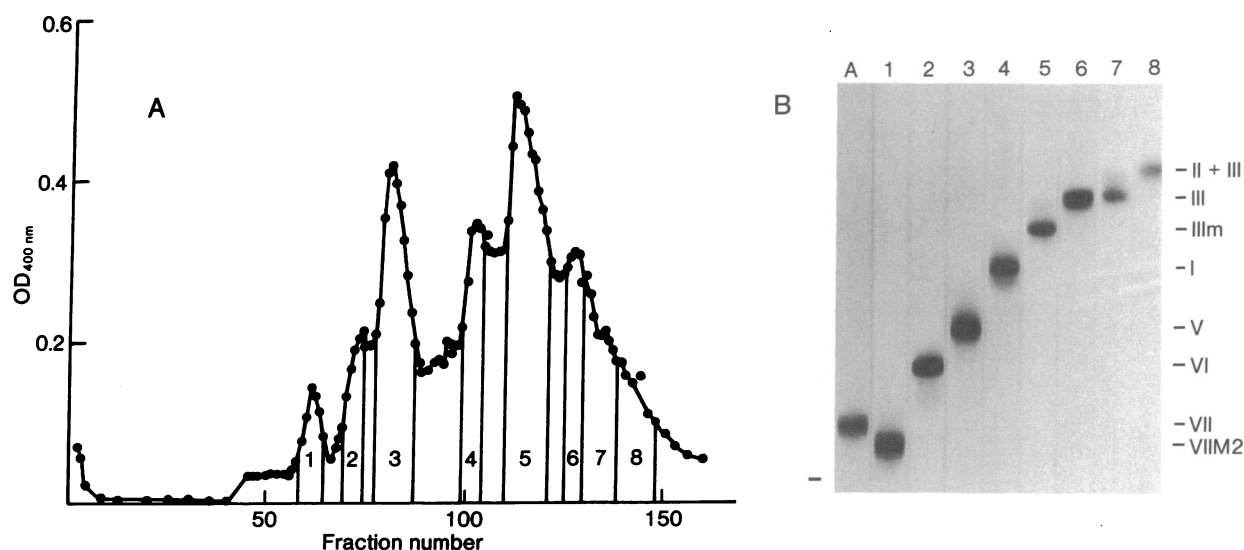 0.6
A
0.4
OD400 nm
0.2
1 2 3 4 5 6 7 8
50 100 150
Fraction number
B
A 1 2 3 4 5 6 7 8
– II + III
– III
– IIIm
– I
– V
– VI
– VII
– VIIM2
–